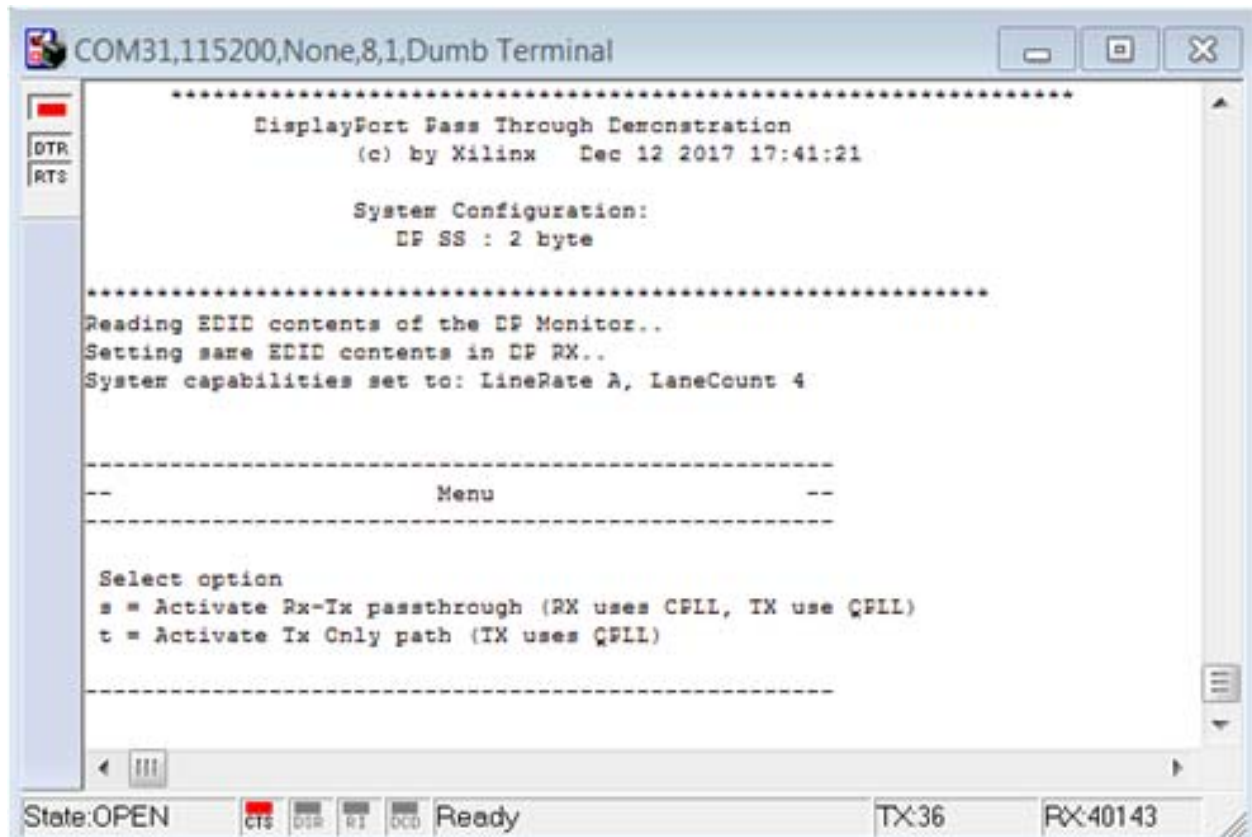 COM31,115200,None,8,1,Dumb Terminal
DTR
RTS
*****************************************************************
DisplayPort Pass Through Demonstration
(c) by Xilinx   Dec 12 2017 17:41:21
System Configuration:
DP SS : 2 byte
*****************************************************************
Reading EDID contents of the DP Monitor..
Setting same EDID contents in DP RX..
System capabilities set to: LineRate A, LaneCount 4
------------------------------------------------------
--                       Menu                       --
------------------------------------------------------
Select option
s = Activate Rx-Tx passthrough (RX uses CPLL, TX use QPLL)
t = Activate Tx Only path (TX uses QPLL)
------------------------------------------------------
State:OPEN CTS DSR RI DCD Ready TX:36 RX:40143